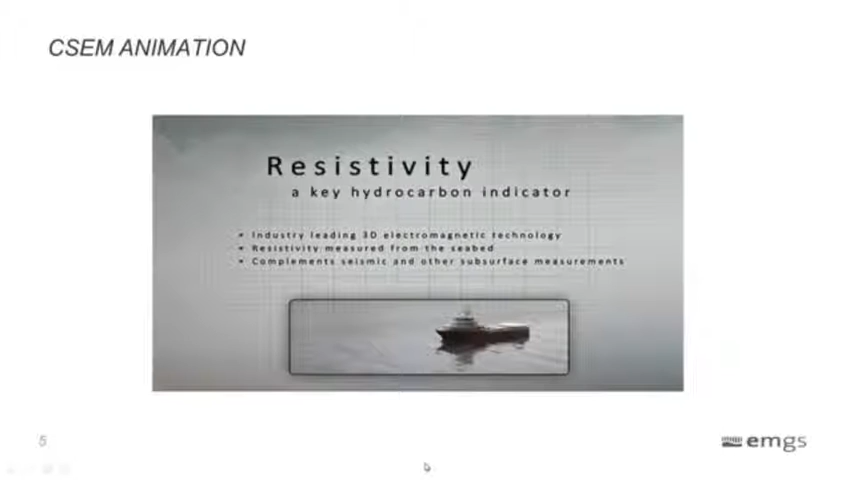 CSEM ANIMATION
Resistivity
a key hydrocarbon indicator
• Industry leading 3D electromagnetic technology
• Resistivity measured from the seabed
• Complements seismic and other subsurface measurements
5
emgs